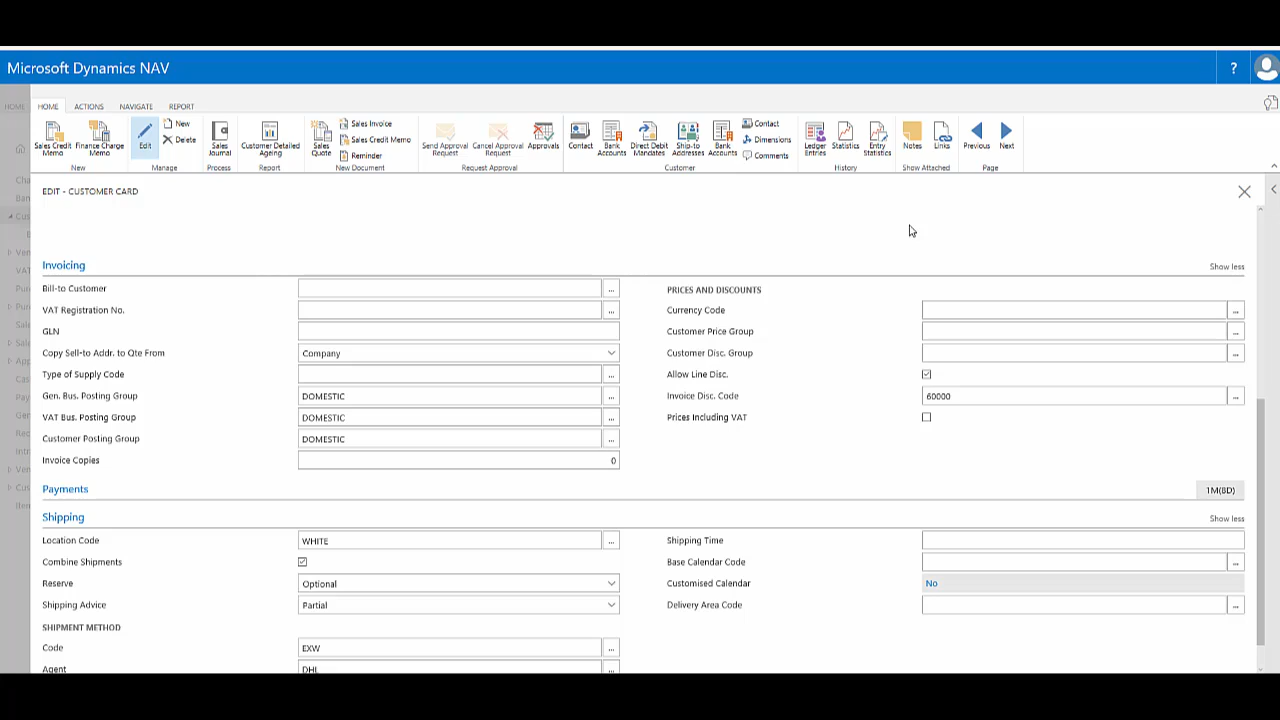 Microsoft Dynamics NAV
?
HOME
HOME ACTIONS NAVIGATE REPORT
Sales Credit Memo
Finance Charge Memo
New
Edit
New
Delete
Manage
Sales Journal
Process
Customer Detailed Ageing
Report
Sales Quote
Sales Invoice
Sales Credit Memo
Reminder
New Document
Send Approval Request
Cancel Approval Request
Approvals
Request Approval
Contact
Bank Accounts
Direct Debit Mandates
Ship-to Addresses
Bank Accounts
Contact
Dimensions
Comments
Customer
Ledger Entries
Statistics
Entry Statistics
History
Notes
Links
Show Attached
Previous
Next
Page
EDIT - CUSTOMER CARD
Invoicing
Show less
Bill-to Customer ...
VAT Registration No. ...
GLN
Copy Sell-to Addr. to Qte From Company
Type of Supply Code ...
Gen. Bus. Posting Group DOMESTIC ...
VAT Bus. Posting Group DOMESTIC ...
Customer Posting Group DOMESTIC ...
Invoice Copies 0
PRICES AND DISCOUNTS
Currency Code ...
Customer Price Group ...
Customer Disc. Group ...
Allow Line Disc.
Invoice Disc. Code 60000 ...
Prices Including VAT
Payments
1M(8D)
Shipping
Show less
Location Code WHITE ...
Combine Shipments
Reserve Optional
Shipping Advice Partial
SHIPMENT METHOD
Code EXW ...
Agent DHL ...
Shipping Time
Base Calendar Code ...
Customised Calendar No
Delivery Area Code ...